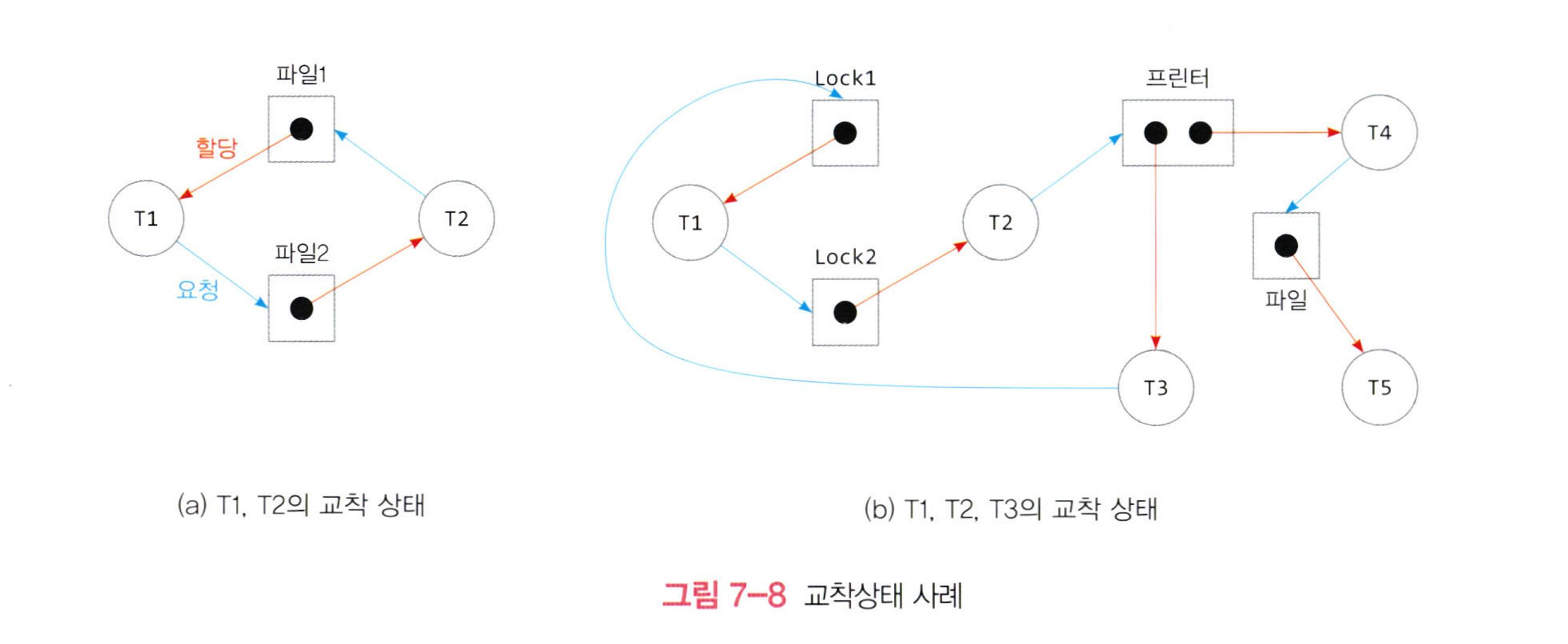 파일1
할당
T1
T2
파일2
요청
(a) T1, T2의 교착 상태
Lock1
프린터
T4
T1
T2
Lock2
파일
T3
T5
(b) T1, T2, T3의 교착 상태
그림 7-8 교착상태 사례